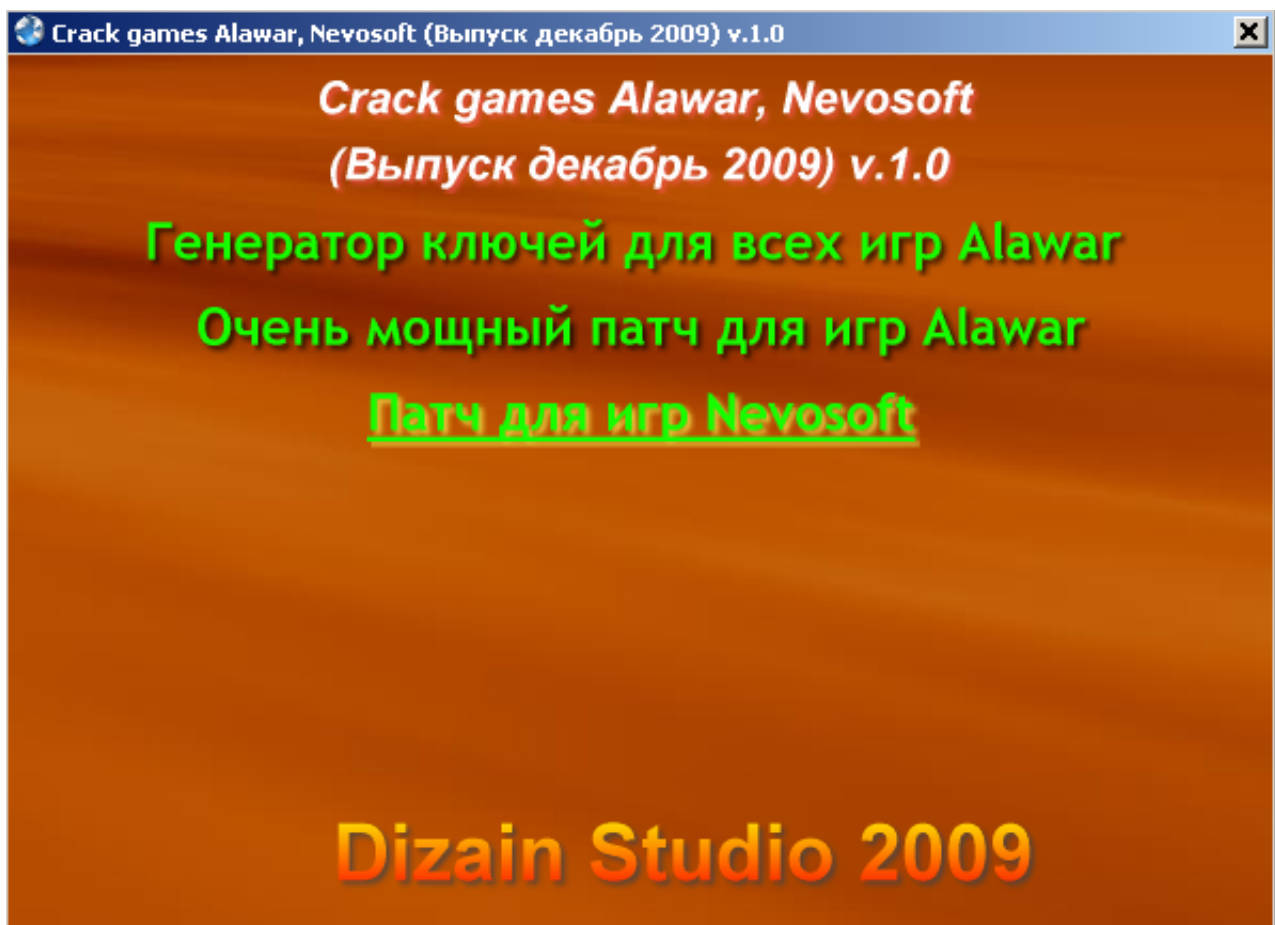 Crack games Alawar, Nevosoft (Выпуск декабрь 2009) v.1.0
Crack games Alawar, Nevosoft
(Выпуск декабрь 2009) v.1.0
Генератор ключей для всех игр Alawar
Очень мощный патч для игр Alawar
Патч для игр Nevosoft
Dizain Studio 2009